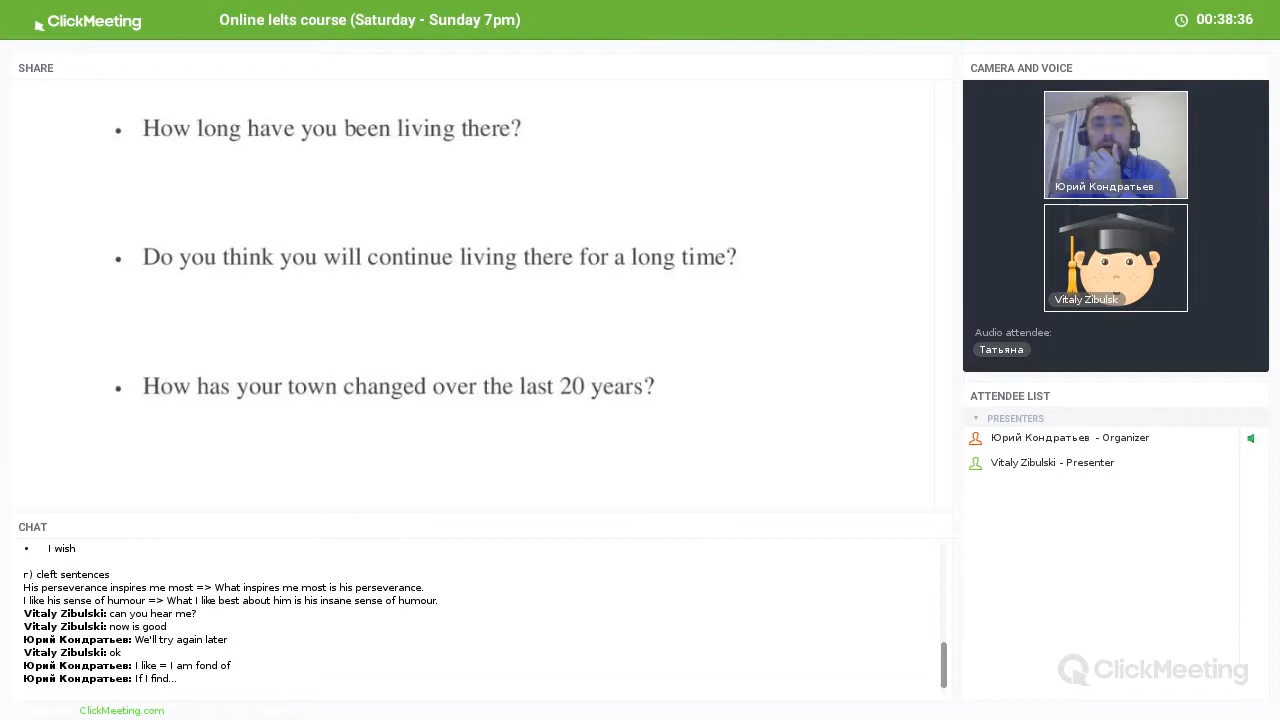 ClickMeeting
Online Ielts course (Saturday - Sunday 7pm)
00:38:36
SHARE
• How long have you been living there?
• Do you think you will continue living there for a long time?
• How has your town changed over the last 20 years?
CAMERA AND VOICE
Юрий Кондратьев
Vitaly Zibulsk
Audio attendee:
Татьяна
ATTENDEE LIST
PRESENTERS
Юрий Кондратьев - Organizer
Vitaly Zibulski - Presenter
CHAT
• I wish
г) cleft sentences
His perseverance inspires me most => What inspires me most is his perseverance.
I like his sense of humour => What I like best about him is his insane sense of humour.
Vitaly Zibulski: can you hear me?
Vitaly Zibulski: now is good
Юрий Кондратьев: We'll try again later
Vitaly Zibulski: ok
Юрий Кондратьев: I like = I am fond of
Юрий Кондратьев: If I find...
ClickMeeting
ClickMeeting.com